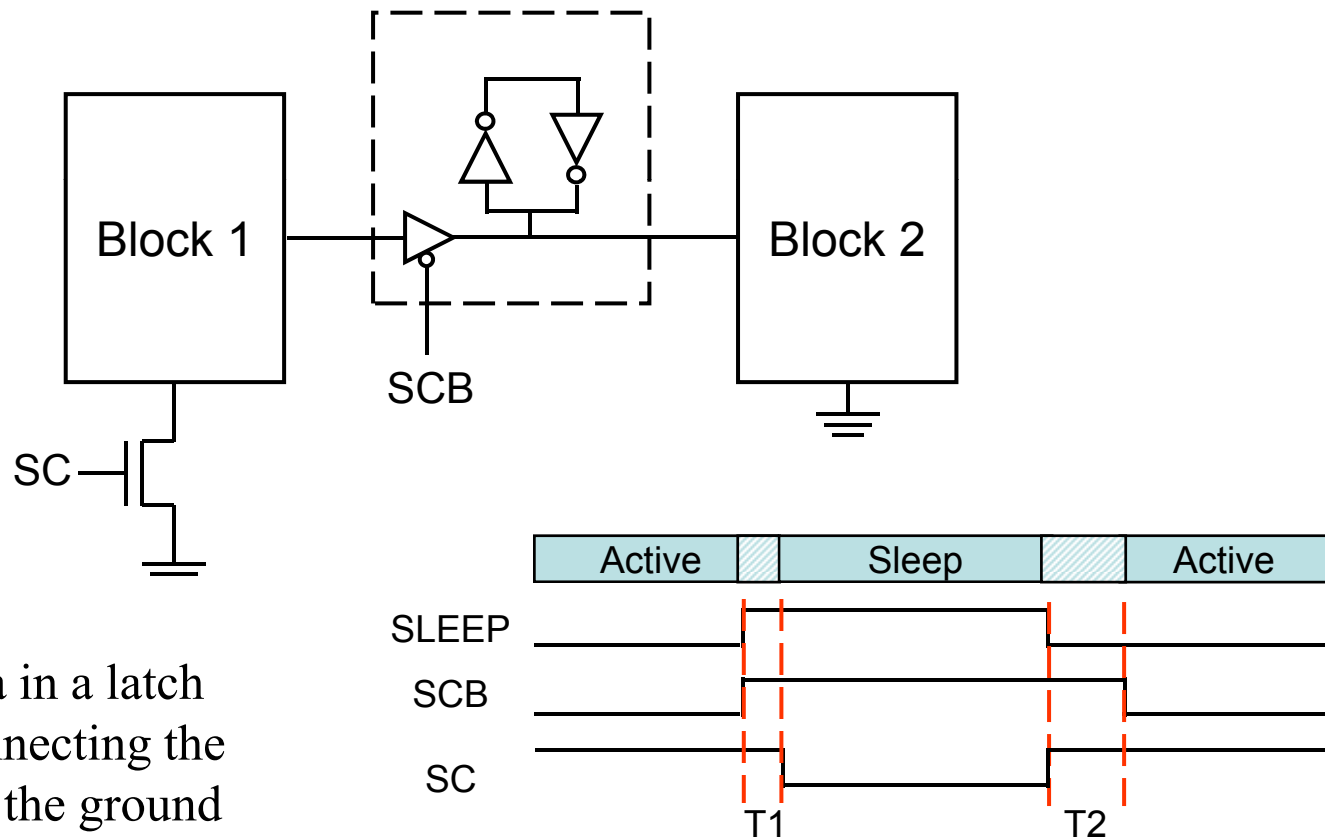 Block 1
Block 2
SCB
SC
Active Sleep Active
SLEEP
SCB
SC
T1 T2
in a latch
the
the ground